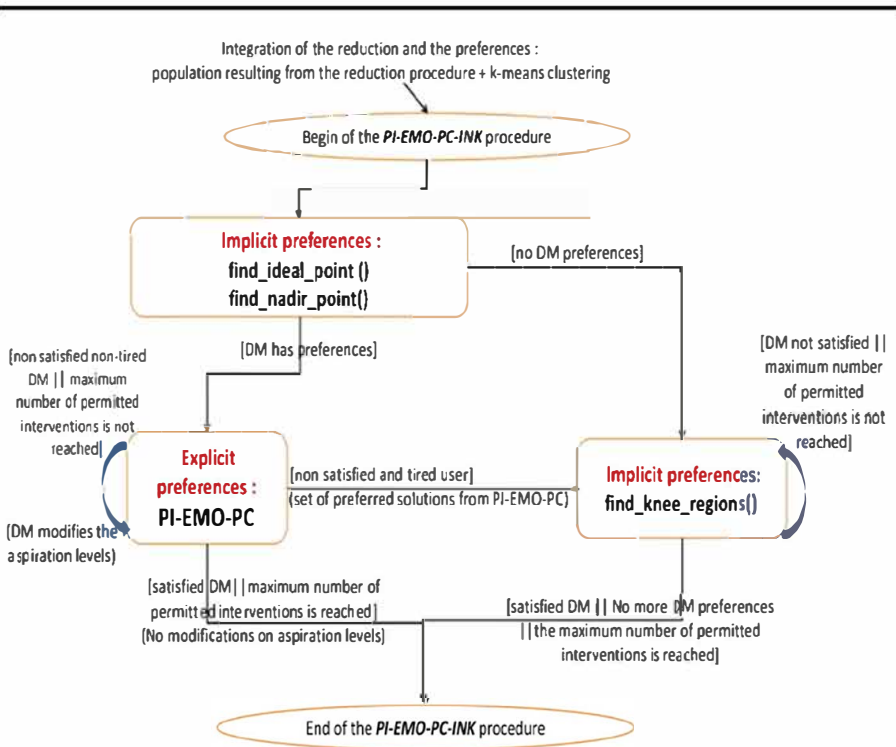 Integration of the reduction and the preferences :
population resulting from the reduction procedure + k-means clustering
Begin of the PI-EMO-PC-INK procedure
Implicit preferences :
find_ideal_point ()
find_nadir_point()
[no DM preferences]
[DM has preferences]
[non satisfied non-tired
DM || maximum
number of permitted
interventions is not
reached]
[DM not satisfied ||
maximum number
of permitted
interventions is not
reached]
Explicit
preferences :
PI-EMO-PC
[non satisfied and tired user]
(set of preferred solutions from PI-EMO-PC)
Implicit preferences:
find_knee_regions()
(DM modifies the
aspiration levels)
[satisfied DM||maximum number of
permitted interventions is reached]
(No modifications on aspiration levels)
[satisfied DM || No more DM preferences
||the maximum number of permitted
interventions is reached]
End of the PI-EMO-PC-INK procedure